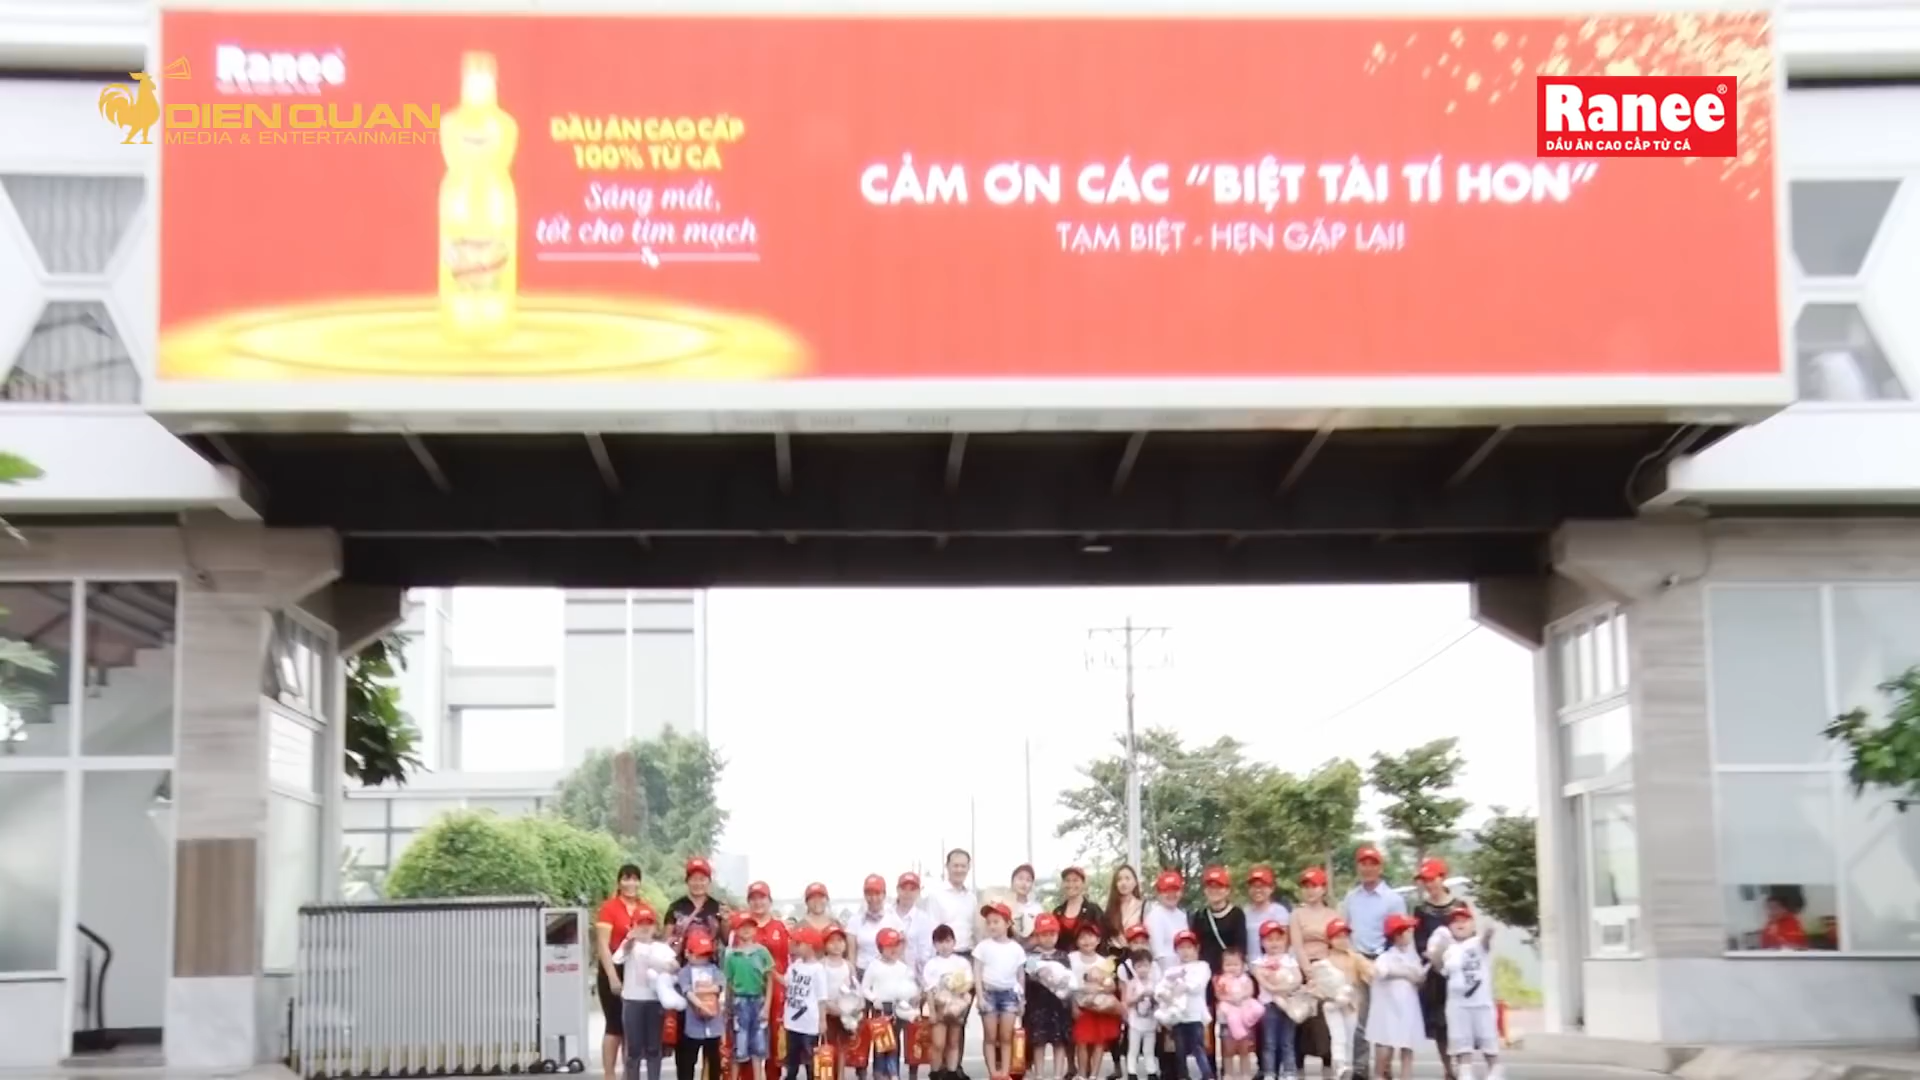 Ranee
DIEN QUAN
MEDIA & ENTERTAINMENT
DẦU ĂN CAO CẤP
100% TỪ CÁ
Sáng mắt,
tốt cho tim mạch
CẢM ƠN CÁC “BIỆT TÀI TÍ HON”
TẠM BIỆT - HẸN GẶP LẠI!
Ranee®
DẦU ĂN CAO CẤP TỪ CÁ